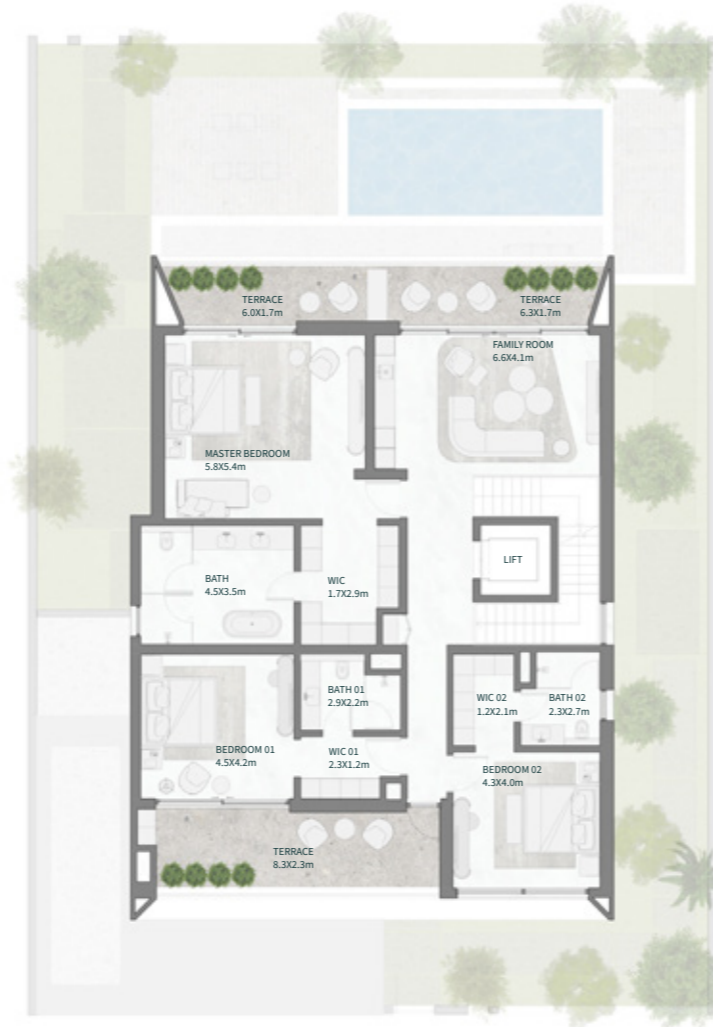 TERRACE
6.0X1.7m
TERRACE
6.3X1.7m
FAMILY ROOM
6.6X4.1m
MASTER BEDROOM
5.8X5.4m
LIFT
BATH
4.5X3.5m
WIC
1.7X2.9m
BATH 01
2.9X2.2m
WIC 02
1.2X2.1m
BATH 02
2.3X2.7m
BEDROOM 01
4.5X4.2m
WIC 01
2.3X1.2m
BEDROOM 02
4.3X4.0m
TERRACE
8.3X2.3m